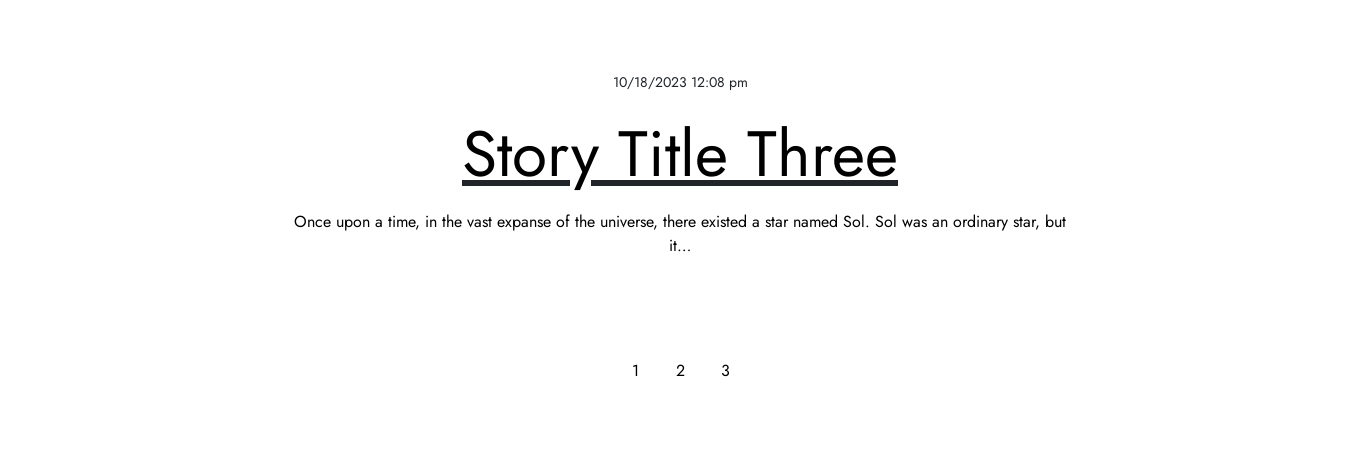 10/18/2023 12:08 pm
Story Title Three
Once upon a time, in the vast expanse of the universe, there existed a star named Sol. Sol was an ordinary star, but
it...
1 2 3